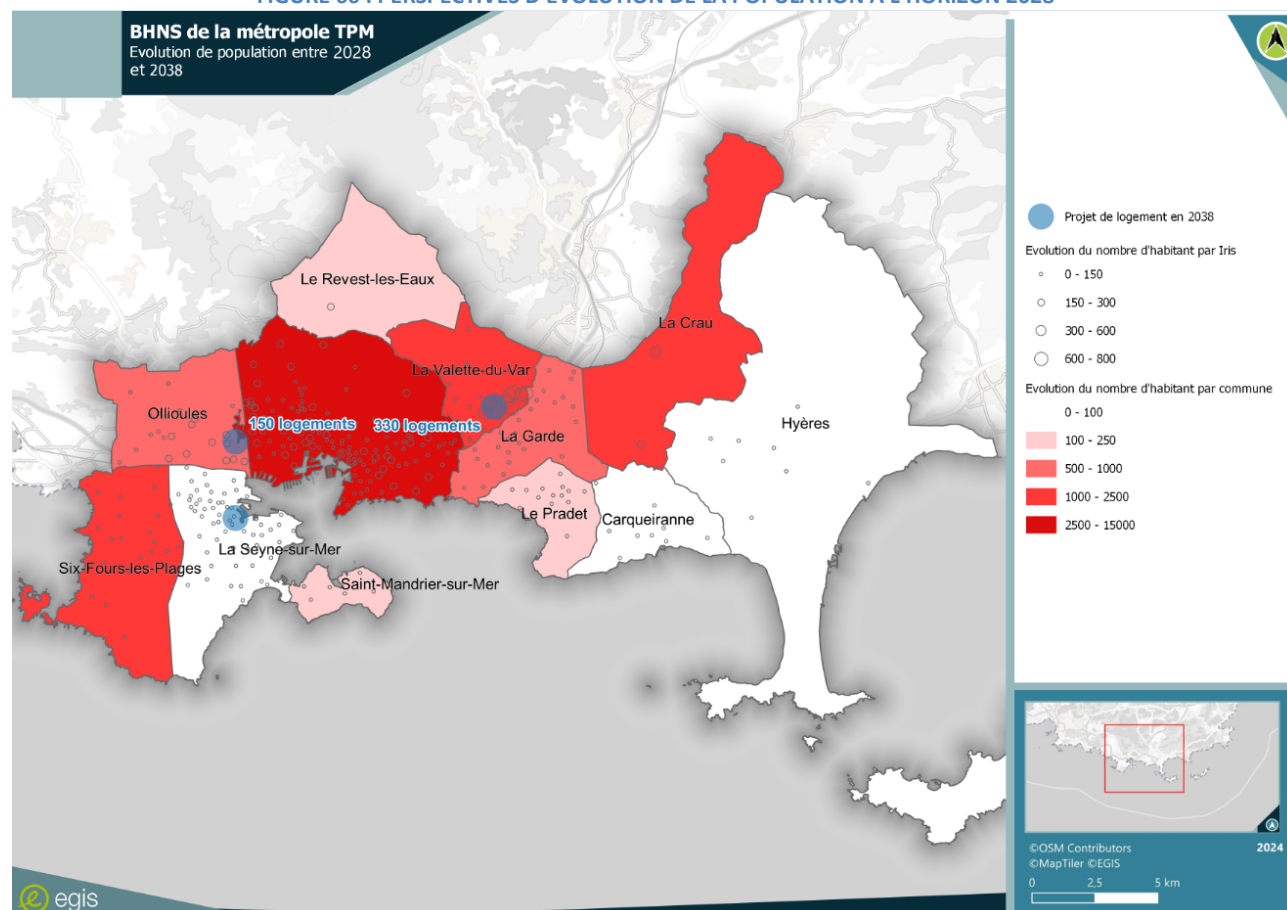 BHNS de la métropole TPM
Evolution de population entre 2028
et 2038
Le Revest-les-Eaux
La Crau
La Valette-du-Var
Ollioules
150 logements
330 logements
La Garde
Hyères
Le Pradet
Carqueiranne
La Seyne-sur-Mer
Six-Fours-les-Plages
Saint-Mandrier-sur-Mer
Projet de logement en 2038
Evolution du nombre d'habitant par Iris
0 - 150
150 - 300
300 - 600
600 - 800
Evolution du nombre d'habitant par commune
0 - 100
100 - 250
500 - 1000
1000 - 2500
2500 - 15000
©OSM Contributors
2024
©MapTiler ©EGIS
0 2,5 5 km
egis